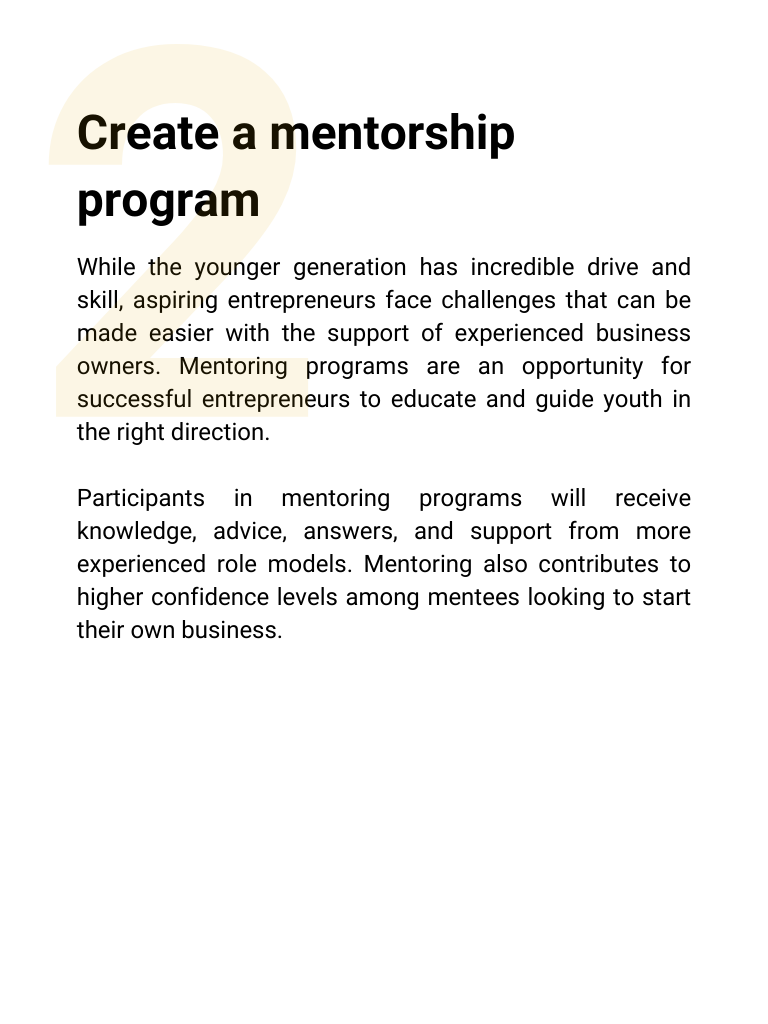 2
Create a mentorship
program
While the younger generation has incredible drive and
skill, aspiring entrepreneurs face challenges that can be
made easier with the support of experienced business
owners. Mentoring programs are an opportunity for
successful entrepreneurs to educate and guide youth in
the right direction.
Participants in mentoring programs will receive
knowledge, advice, answers, and support from more
experienced role models. Mentoring also contributes to
higher confidence levels among mentees looking to start
their own business.